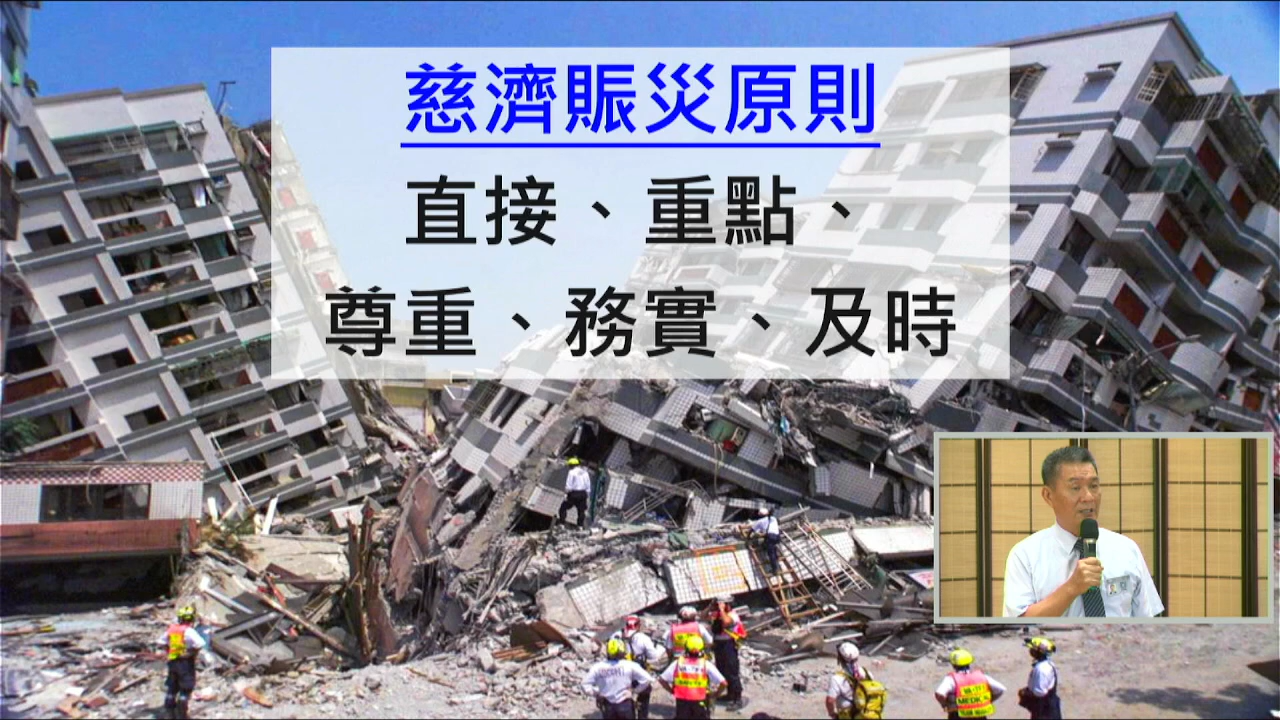 慈濟賑災原則
直接、重點、
尊重、務實、及時